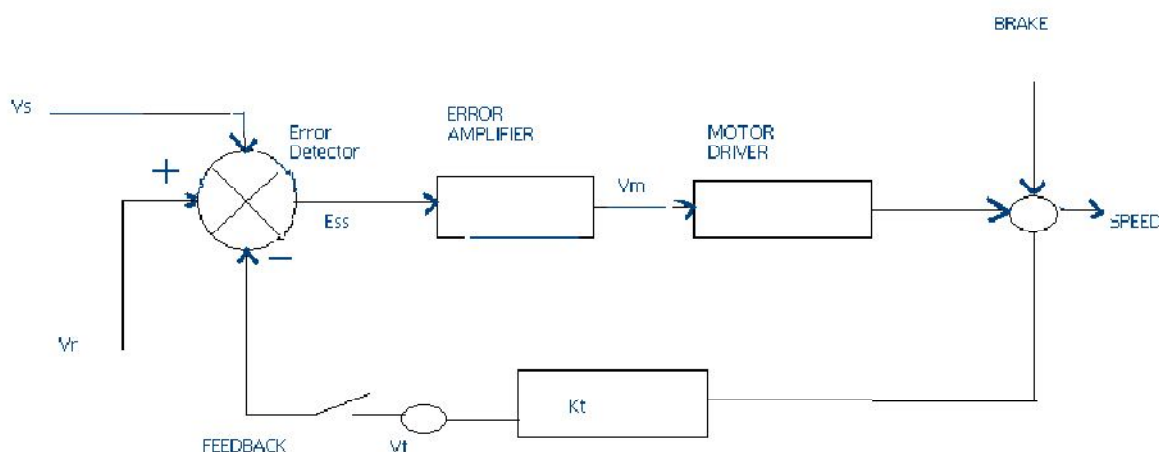 BRAKE
Vs
Error
Detector
ERROR
AMPLIFIER
MOTOR
DRIVER
+
Ess
Vm
SPEED
−
Vr
Kt
FEEDBACK
Vt